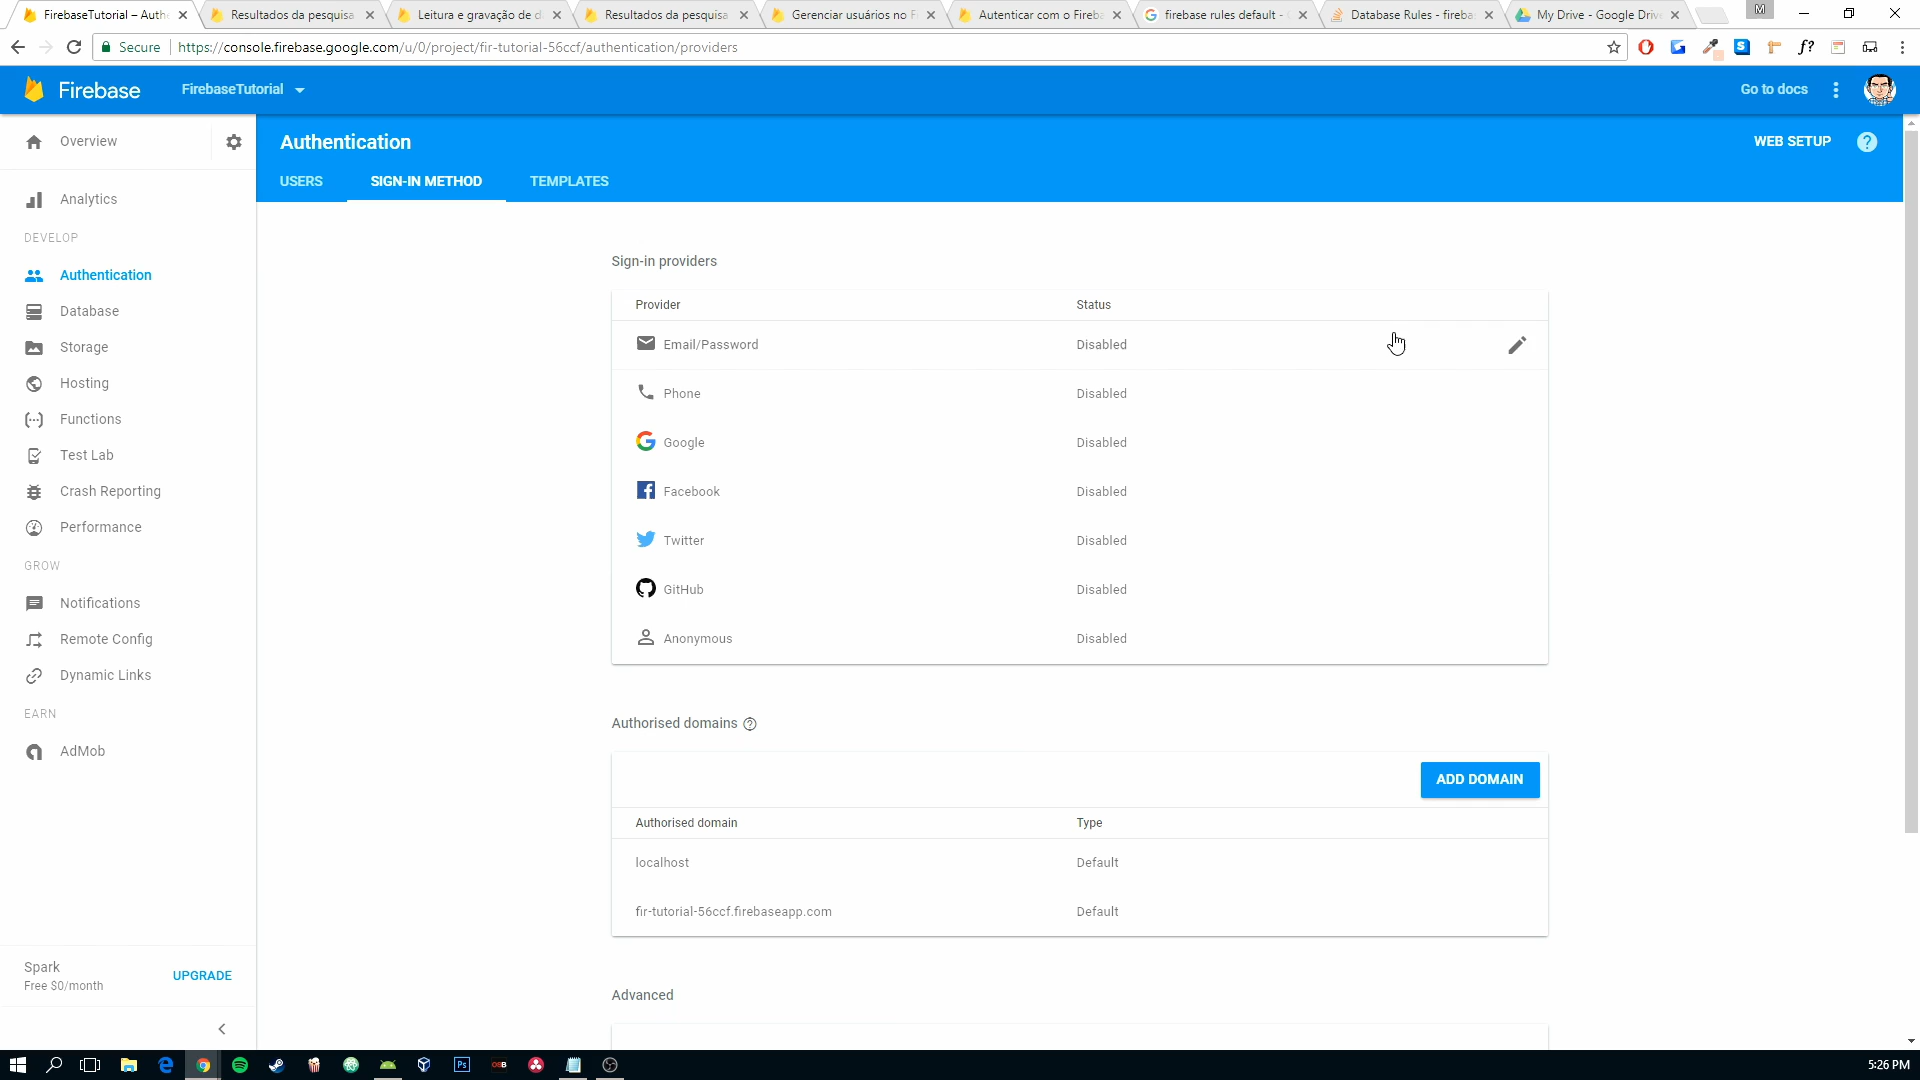 FirebaseTutorial – Auth
Resultados da pesquisa
Leitura e gravação de d
Resultados da pesquisa
Gerenciar usuários no F
Autenticar com o Fireba
firebase rules default -
Database Rules - fireba
My Drive - Google Driv
M
Secure
https://console.firebase.google.com/u/0/project/fir-tutorial-56ccf/authentication/providers
S
f?
Firebase
FirebaseTutorial
Go to docs
Overview
Authentication
WEB SETUP
?
USERS
SIGN-IN METHOD
TEMPLATES
Analytics
DEVELOP
Authentication
Database
Storage
Hosting
Functions
Test Lab
Crash Reporting
Performance
GROW
Notifications
Remote Config
Dynamic Links
EARN
AdMob
Spark
Free $0/month
UPGRADE
Sign-in providers
Provider
Status
Email/Password
Disabled
Phone
Disabled
Google
Disabled
Facebook
Disabled
Twitter
Disabled
GitHub
Disabled
Anonymous
Disabled
Authorised domains
ADD DOMAIN
Authorised domain
Type
localhost
Default
fir-tutorial-56ccf.firebaseapp.com
Default
Advanced
Ps
5:26 PM